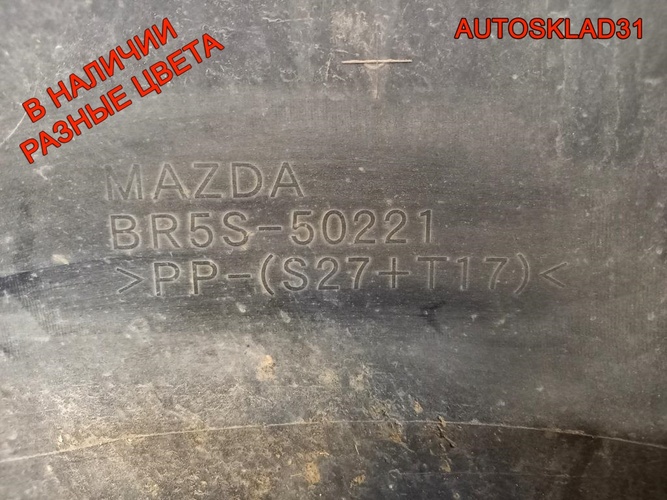 В НАЛИЧИИ
РАЗНЫЕ ЦВЕТА
AUTOSKLAD31
MAZDA
BR5S-50221
>PP-(S27+T17)<